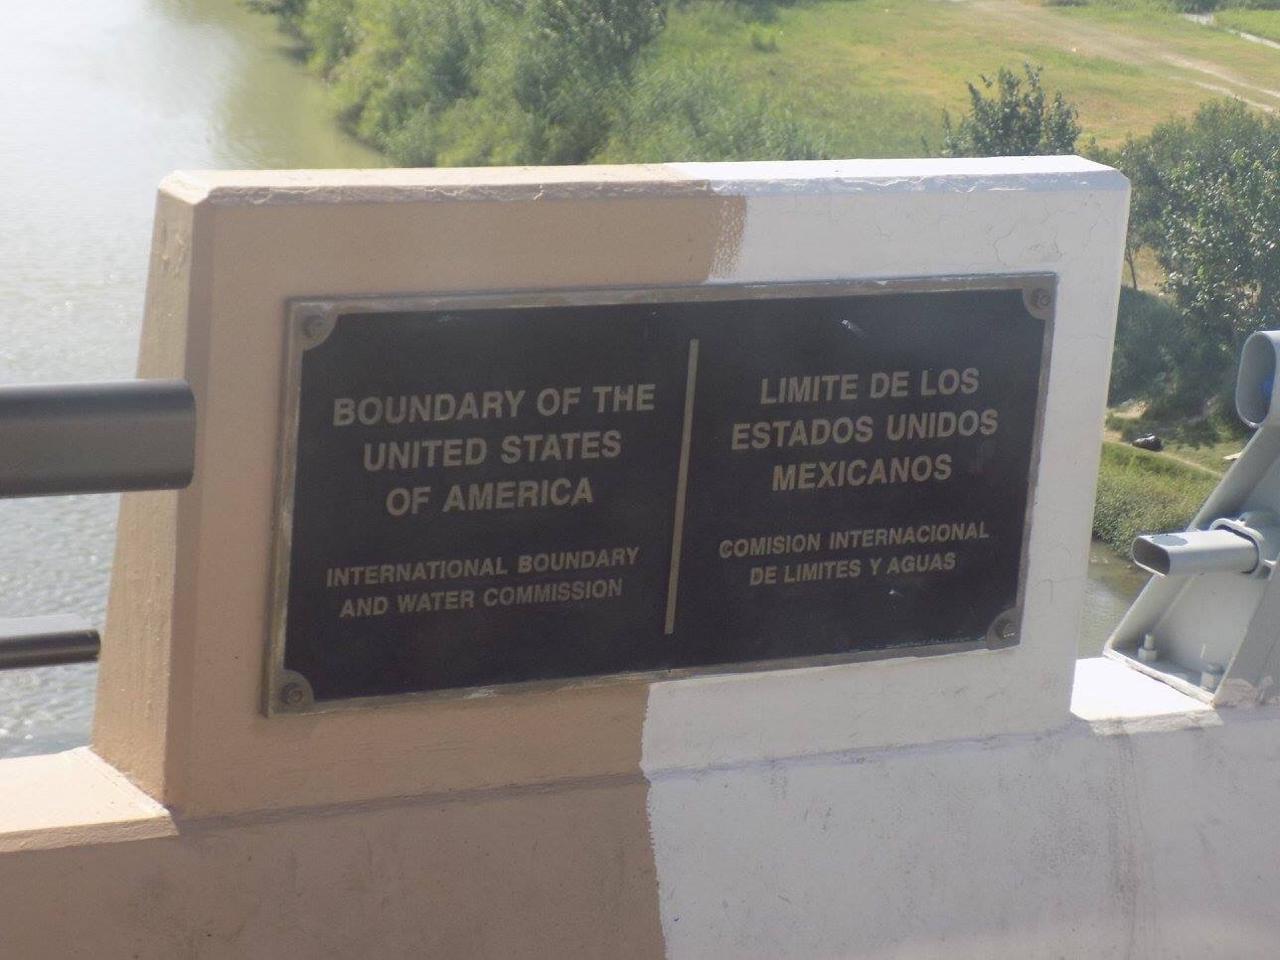 BOUNDARY OF THE
UNITED STATES
OF AMERICA
INTERNATIONAL BOUNDARY
AND WATER COMMISSION
LIMITE DE LOS
ESTADOS UNIDOS
MEXICANOS
COMISION INTERNACIONAL
DE LIMITES Y AGUAS